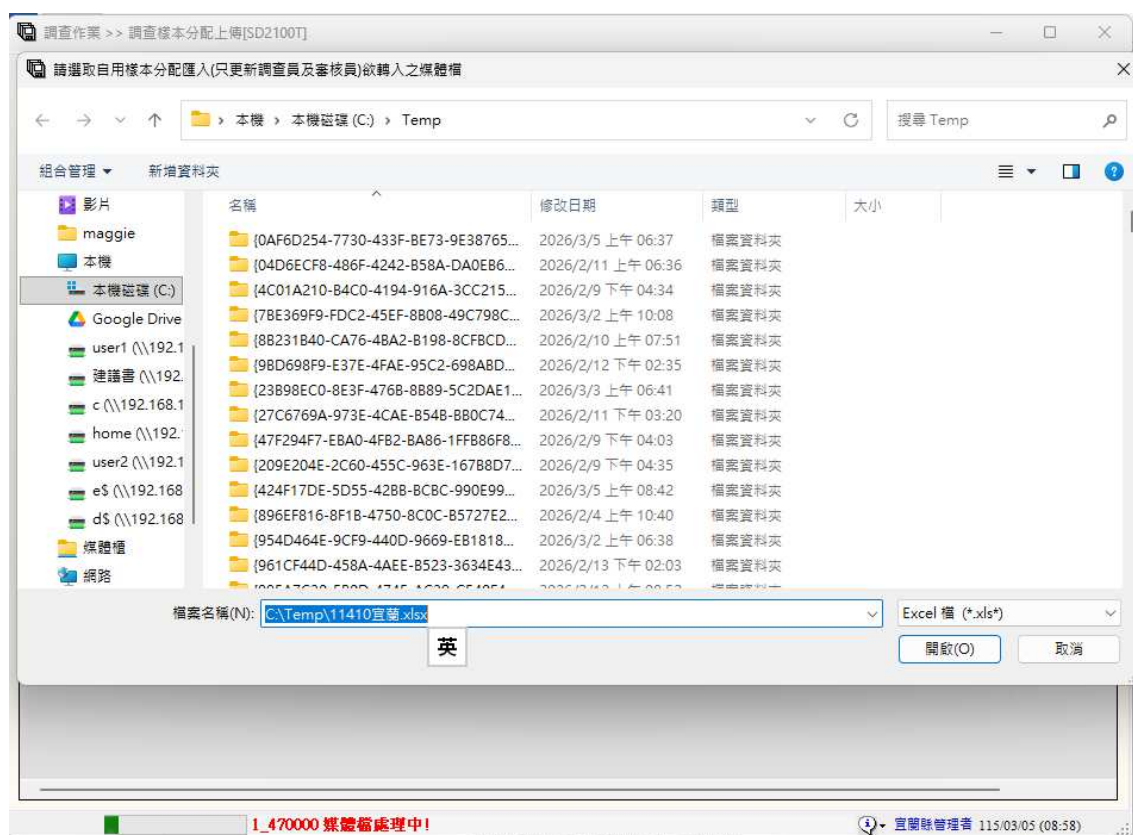 調查作業 >> 調查樣本分配上傳[SD2100T]
請選取自用樣本分配匯入(只更新調查員及審核員)欲轉入之媒體檔
本機 › 本機磁碟 (C:) › Temp
搜尋 Temp
組合管理 新增資料夾
名稱 修改日期 類型 大小
影片
maggie
本機
本機磁碟 (C:)
Google Drive
user1 (\\192.1
建議書 (\\192.
c (\\192.168.1
home (\\192.
user2 (\\192.1
e$ (\\192.168
d$ (\\192.168
媒體櫃
網路
{0AF6D254-7730-433F-BE73-9E38765... 2026/3/5 上午 06:37 檔案資料夾
{04D6ECF8-486F-4242-B58A-DA0EB6... 2026/2/11 上午 06:36 檔案資料夾
{4C01A210-B4C0-4194-916A-3CC215... 2026/2/9 下午 04:34 檔案資料夾
{7BE369F9-FDC2-45EF-8B08-49C798C... 2026/3/2 上午 10:08 檔案資料夾
{8B231B40-CA76-4BA2-B198-8CFBCD... 2026/2/10 上午 07:51 檔案資料夾
{9BD698F9-E37E-4FAE-95C2-698ABD... 2026/2/12 下午 02:35 檔案資料夾
{23B98EC0-8E3F-476B-8B89-5C2DAE1... 2026/3/3 上午 06:41 檔案資料夾
{27C6769A-973E-4CAE-B54B-BB0C74... 2026/2/11 下午 03:20 檔案資料夾
{47F294F7-EBA0-4FB2-BA86-1FFB86F8... 2026/2/9 下午 04:03 檔案資料夾
{209E204E-2C60-455C-963E-167B8D7... 2026/2/9 下午 04:35 檔案資料夾
{424F17DE-5D55-42BB-BCBC-990E99... 2026/3/5 上午 08:42 檔案資料夾
{896EF816-8F1B-4750-8C0C-B5727E2... 2026/2/4 上午 10:40 檔案資料夾
{954D464E-9CF9-440D-9669-EB1818... 2026/3/2 上午 06:38 檔案資料夾
{961CF44D-458A-4AEE-B523-3634E43... 2026/2/13 下午 02:03 檔案資料夾
檔案名稱(N): C:\Temp\11410宜蘭.xlsx Excel 檔 (*.xls*)
英
開啟(O) 取消
1_470000 媒體檔處理中!
宜蘭縣管理者 115/03/05 (08:58)